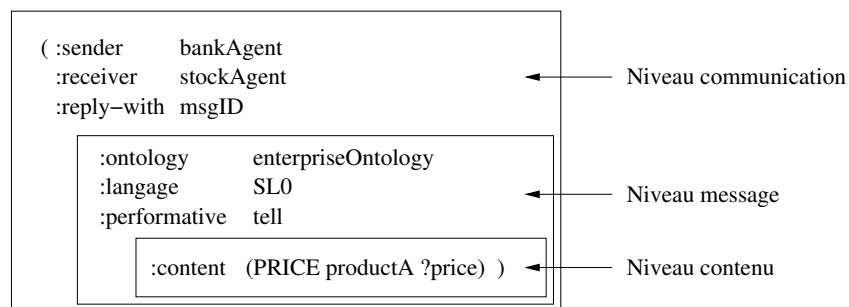 ( :sender bankAgent
:receiver stockAgent
:reply−with msgID
Niveau communication
:ontology enterpriseOntology
:langage SL0
:performative tell
Niveau message
:content (PRICE productA ?price) )
Niveau contenu